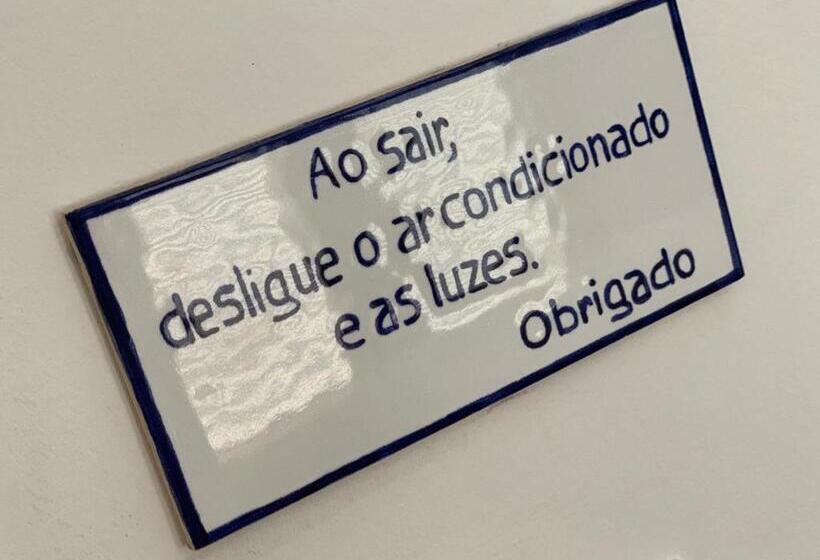 Ao sair,
desligue o ar condicionado
e as luzes.
Obrigado